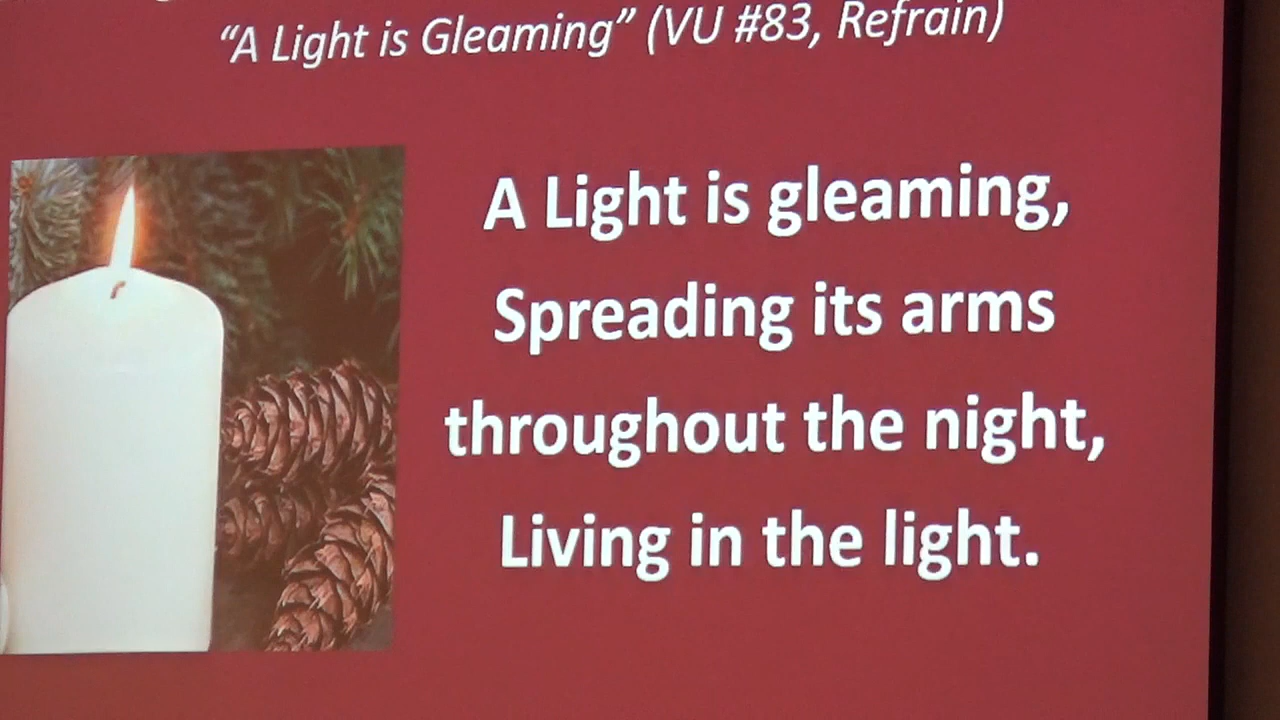 “A Light is Gleaming” (VU #83, Refrain)
A Light is gleaming,
Spreading its arms
throughout the night,
Living in the light.